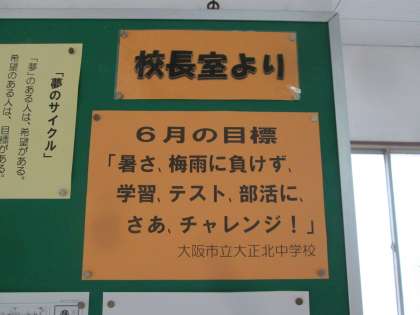 校長室より
6月の目標
「暑さ、梅雨に負けず、
学習、テスト、部活に、
さあ、チャレンジ！」
大阪市立大正北中学校
「夢のサイクル」
「夢」のある人は、希望がある。
希望のある人は、目標がある。